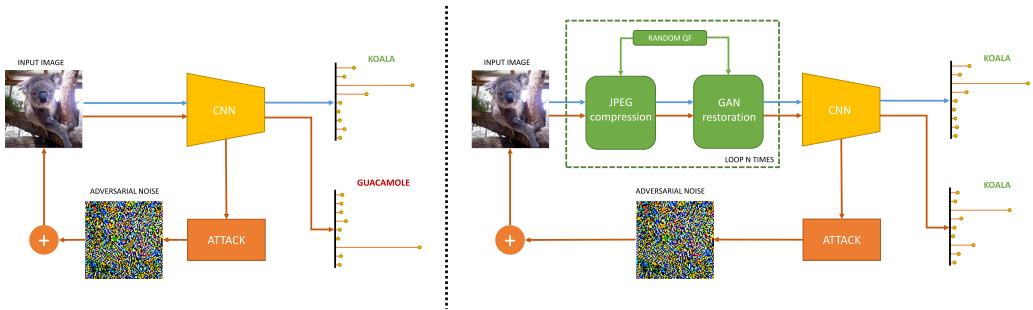 INPUT IMAGE
KOALA
CNN
GUACAMOLE
ADVERSARIAL NOISE
+
ATTACK
RANDOM QF
INPUT IMAGE
KOALA
JPEG
compression
GAN
restoration
CNN
LOOP N TIMES
KOALA
ADVERSARIAL NOISE
+
ATTACK